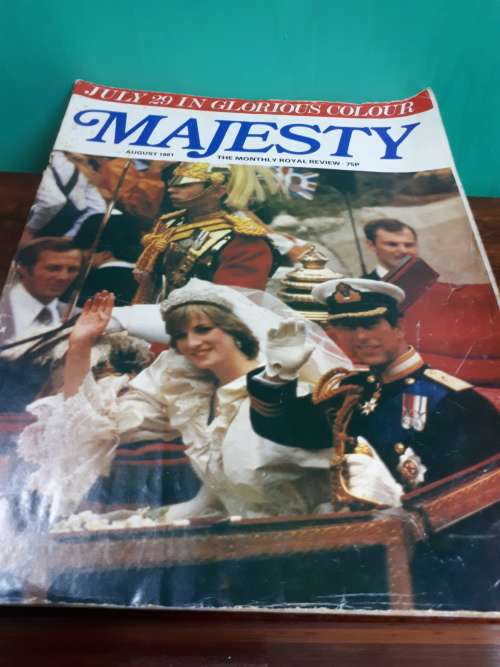 JULY 29 IN GLORIOUS COLOUR
MAJESTY
AUGUST 1981 THE MONTHLY ROYAL REVIEW · 75P